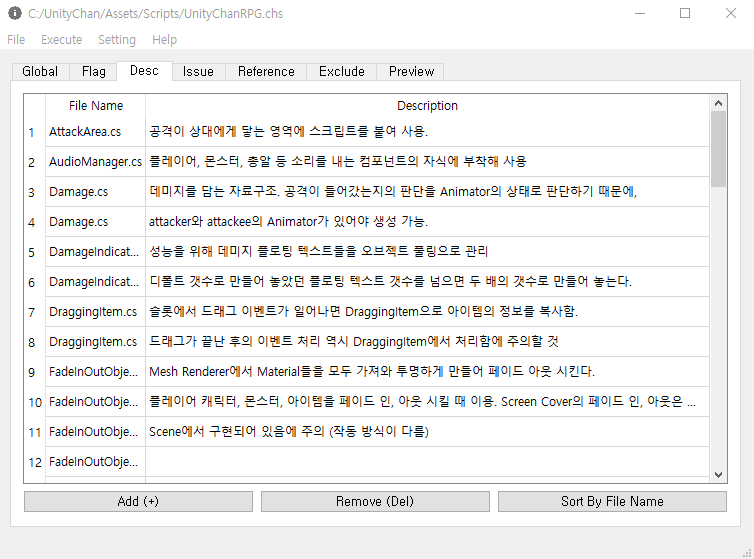 C:/UnityChan/Assets/Scripts/UnityChanRPG.chs
File Execute Setting Help
Global Flag Desc Issue Reference Exclude Preview
File Name Description
1 AttackArea.cs 공격이 상대에게 닿는 영역에 스크립트를 붙여 사용.
2 AudioManager.cs 플레이어, 몬스터, 총알 등 소리를 내는 컴포넌트의 자식에 부착해 사용
3 Damage.cs 데미지를 담는 자료구조. 공격이 들어갔는지의 판단을 Animator의 상태로 판단하기 때문에,
4 Damage.cs attacker와 attackee의 Animator가 있어야 생성 가능.
5 DamageIndicat... 성능을 위해 데미지 플로팅 텍스트들을 오브젝트 풀링으로 관리
6 DamageIndicat... 디폴트 갯수로 만들어 놓았던 플로팅 텍스트 갯수를 넘으면 두 배의 갯수로 만들어 놓는다.
7 DraggingItem.cs 슬롯에서 드래그 이벤트가 일어나면 DraggingItem으로 아이템의 정보를 복사함.
8 DraggingItem.cs 드래그가 끝난 후의 이벤트 처리 역시 DraggingItem에서 처리함에 주의할 것
9 FadeInOutObje... Mesh Renderer에서 Material들을 모두 가져와 투명하게 만들어 페이드 아웃 시킨다.
10 FadeInOutObje... 플레이어 캐릭터, 몬스터, 아이템을 페이드 인, 아웃 시킬 때 이용. Screen Cover의 페이드 인, 아웃은 ...
11 FadeInOutObje... Scene에서 구현되어 있음에 주의 (작동 방식이 다름)
12 FadeInOutObje...
Add (+) Remove (Del) Sort By File Name